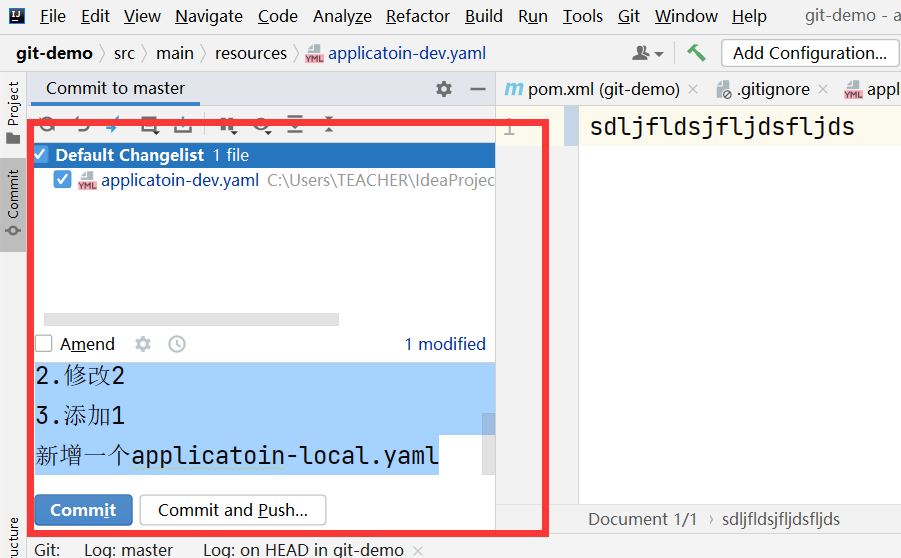 File Edit View Navigate Code Analyze Refactor Build Run Tools Git Window Help git-demo - a
git-demo src main resources applicatoin-dev.yaml Add Configuration...
Commit to master
pom.xml (git-demo) .gitignore appl
Project
1 sdljfldsjfljdsfljds
Default Changelist 1 file
applicatoin-dev.yaml C:\Users\TEACHER\IdeaProjec
Commit
Amend 1 modified
2.修改2
3.添加1
新增一个applicatoin-local.yaml
Commit Commit and Push...
Document 1/1 › sdljfldsjfljdsfljds
ucture
Git: Log: master Log: on HEAD in git-demo